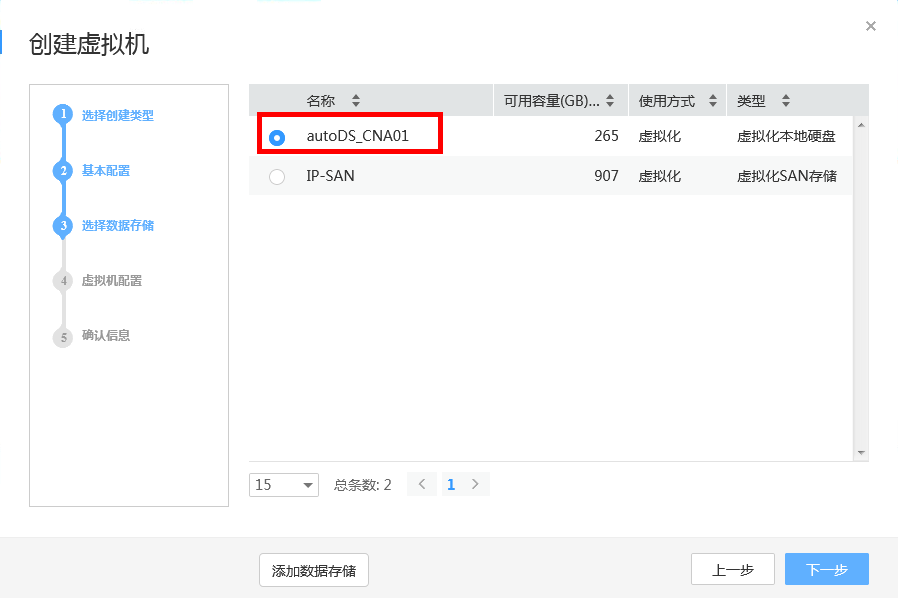 创建虚拟机
1 选择创建类型
2 基本配置
3 选择数据存储
4 虚拟机配置
5 确认信息
名称 可用容量(GB)... 使用方式 类型
autoDS_CNA01 265 虚拟化 虚拟化本地硬盘
IP-SAN 907 虚拟化 虚拟化SAN存储
15 总条数: 2 1
添加数据存储 上一步 下一步